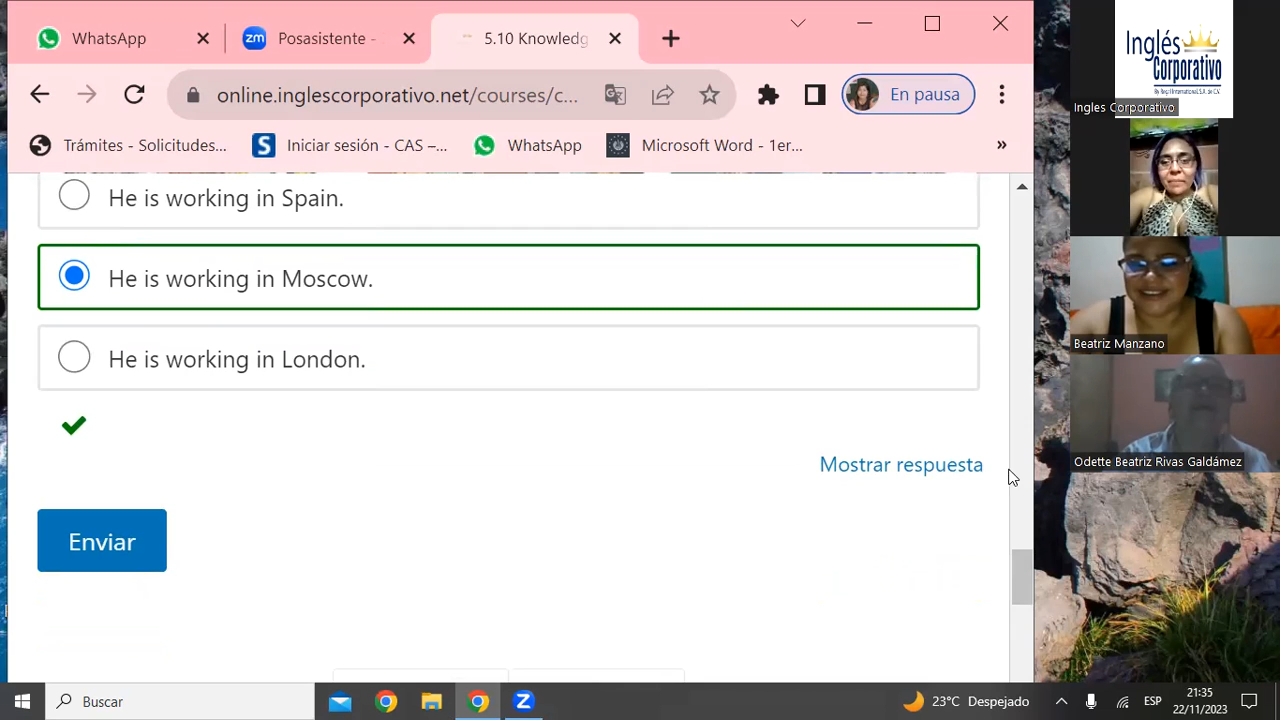 WhatsApp
zm Posasistente -
5.10 Knowledg
online.inglescorporativo.net/courses/c...
En pausa
Trámites - Solicitudes...
S Iniciar sesión - CAS –...
WhatsApp
Microsoft Word - 1er...
»
He is working in Spain.
He is working in Moscow.
He is working in London.
Mostrar respuesta
Enviar
Inglés
Corporativo
Ingles Corporativo
Beatriz Manzano
Odette Beatriz Rivas Galdámez
Buscar
23°C Despejado
ESP
21:35
22/11/2023